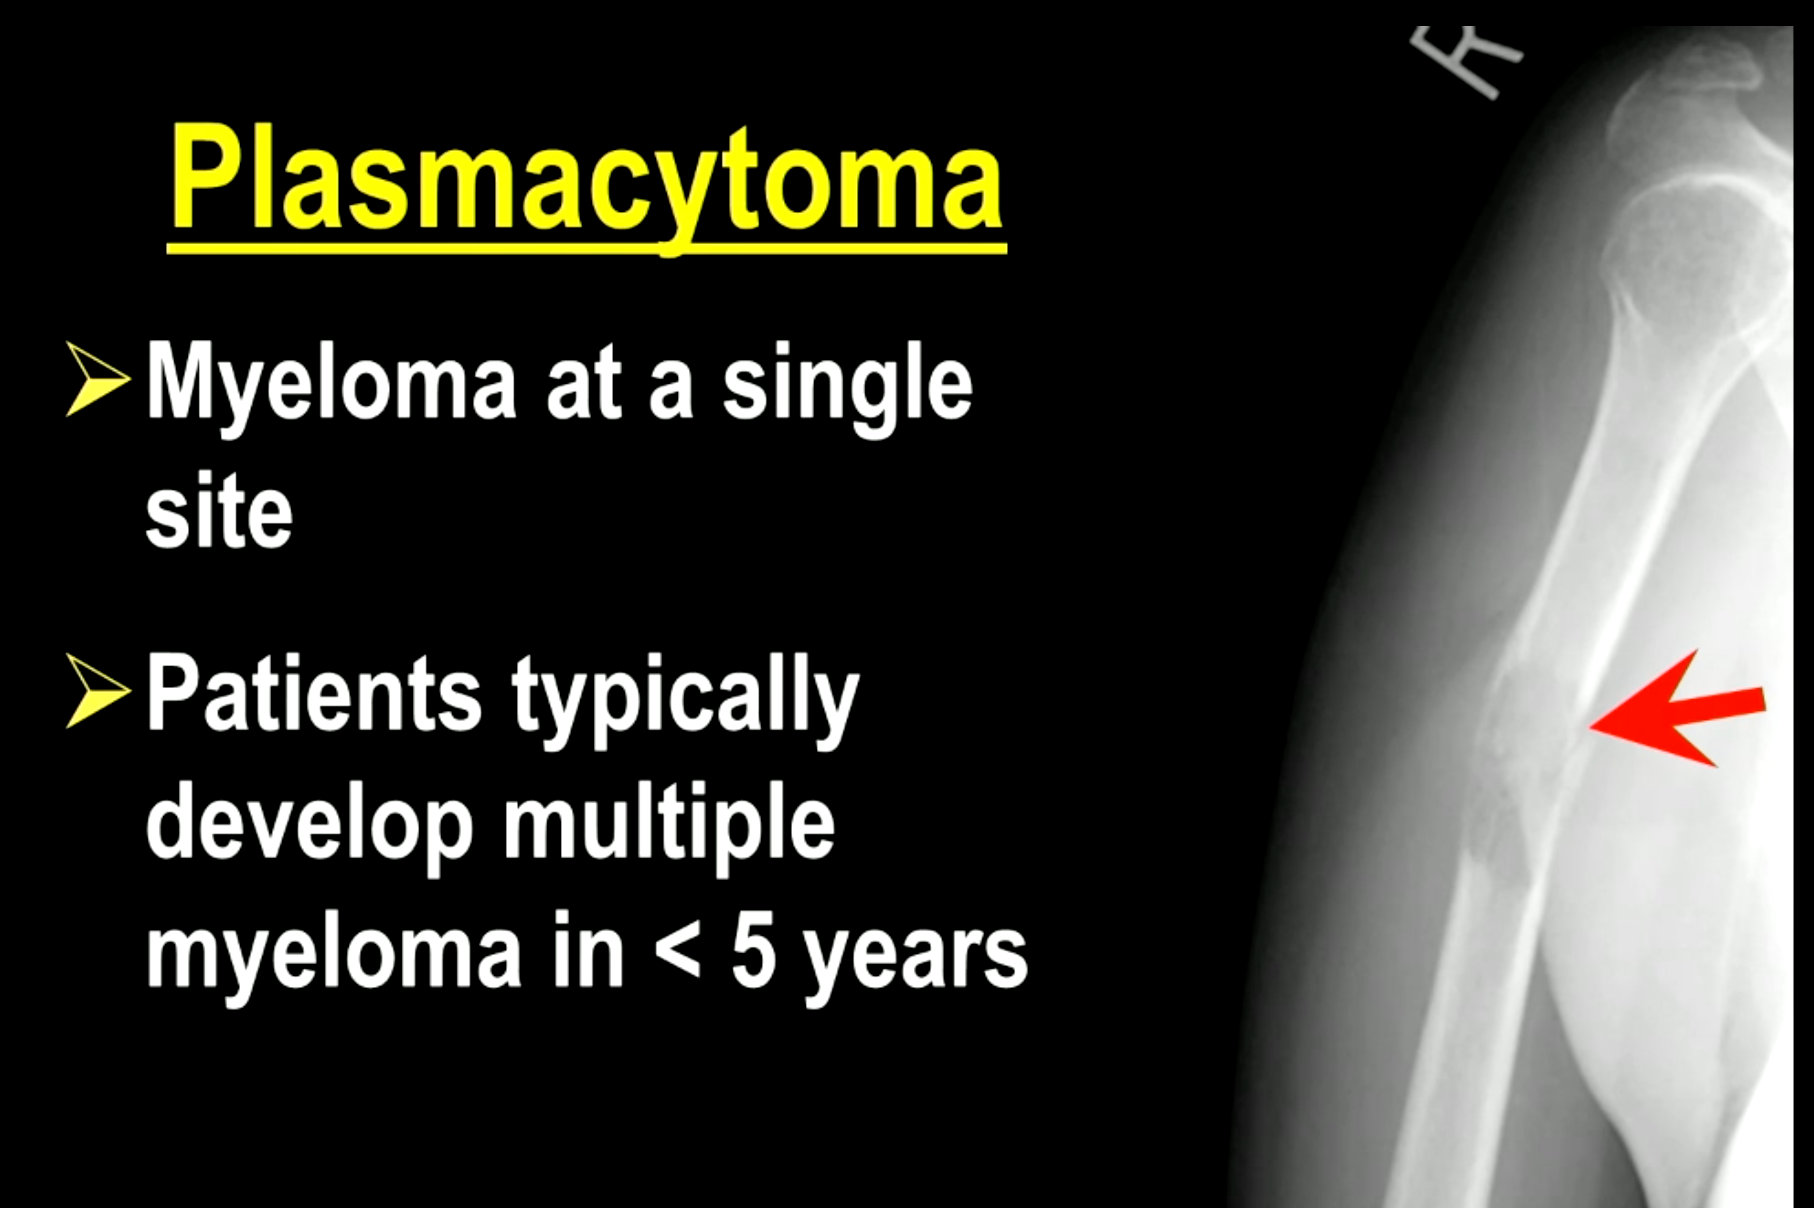 R
Plasmacytoma
Myeloma at a single
site
Patients typically
develop multiple
myeloma in < 5 years